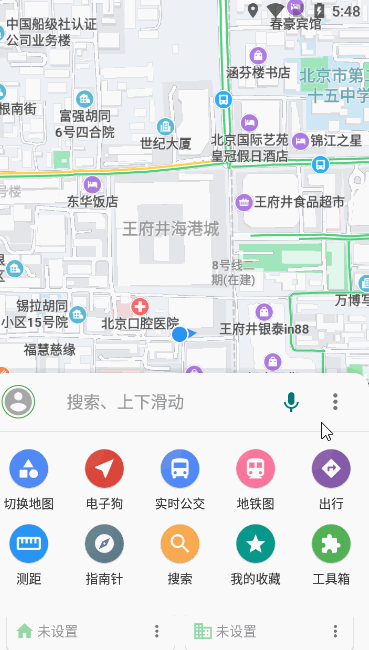 5:48
中国船级社认证
公司业务楼
春豪宾馆
涵芬楼书店
北京市第
十五中学
根南街
富强胡同
6号四合院
世纪大厦
北京国际艺苑
皇冠假日酒店
锦江之星
号楼
东华饭店
王府井食品超市
王府井海港城
8号线二
期(在建)
锡拉胡同
小区15号院
北京口腔医院
万博写
王府井银泰in88
福慧慈缘
搜索、上下滑动
切换地图
电子狗
实时公交
地铁图
出行
测距
指南针
搜索
我的收藏
工具箱
未设置
未设置